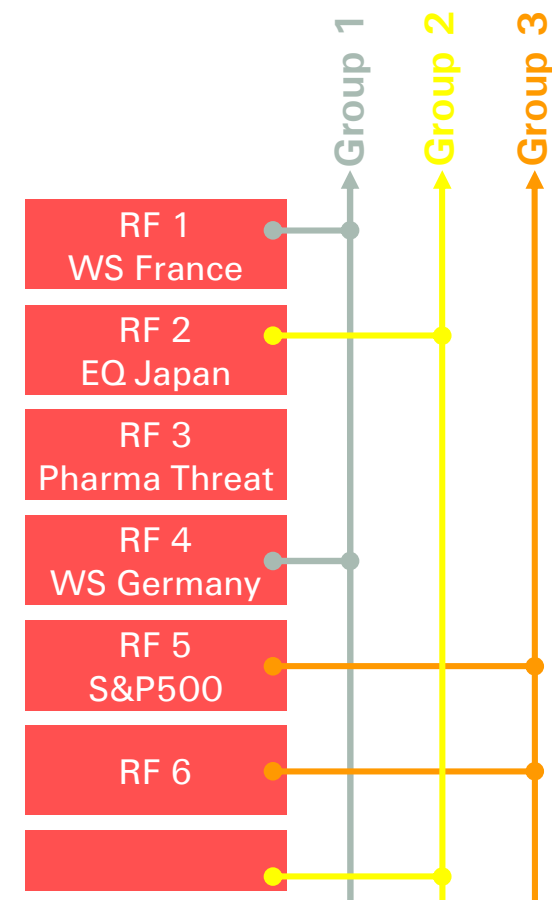 Group 1
Group 2
Group 3
RF 1
WS France
RF 2
EQ Japan
RF 3
Pharma Threat
RF 4
WS Germany
RF 5
S&P500
RF 6